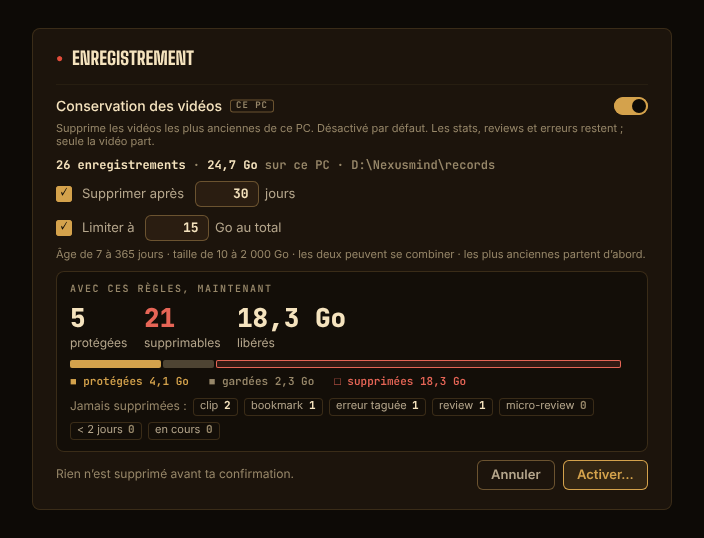 ENREGISTREMENT
Conservation des vidéos CE PC
Supprime les vidéos les plus anciennes de ce PC. Désactivé par défaut. Les stats, reviews et erreurs restent ;
seule la vidéo part.
26 enregistrements · 24,7 Go sur ce PC · D:\Nexusmind\records
Supprimer après 30 jours
Limiter à 15 Go au total
Âge de 7 à 365 jours · taille de 10 à 2 000 Go · les deux peuvent se combiner · les plus anciennes partent d'abord.
AVEC CES RÈGLES, MAINTENANT
5 21 18,3 Go
protégées supprimables libérés
protégées 4,1 Go gardées 2,3 Go supprimées 18,3 Go
Jamais supprimées : clip 2 bookmark 1 erreur taguée 1 review 1 micro-review 0
< 2 jours 0 en cours 0
Rien n'est supprimé avant ta confirmation. Annuler Activer...